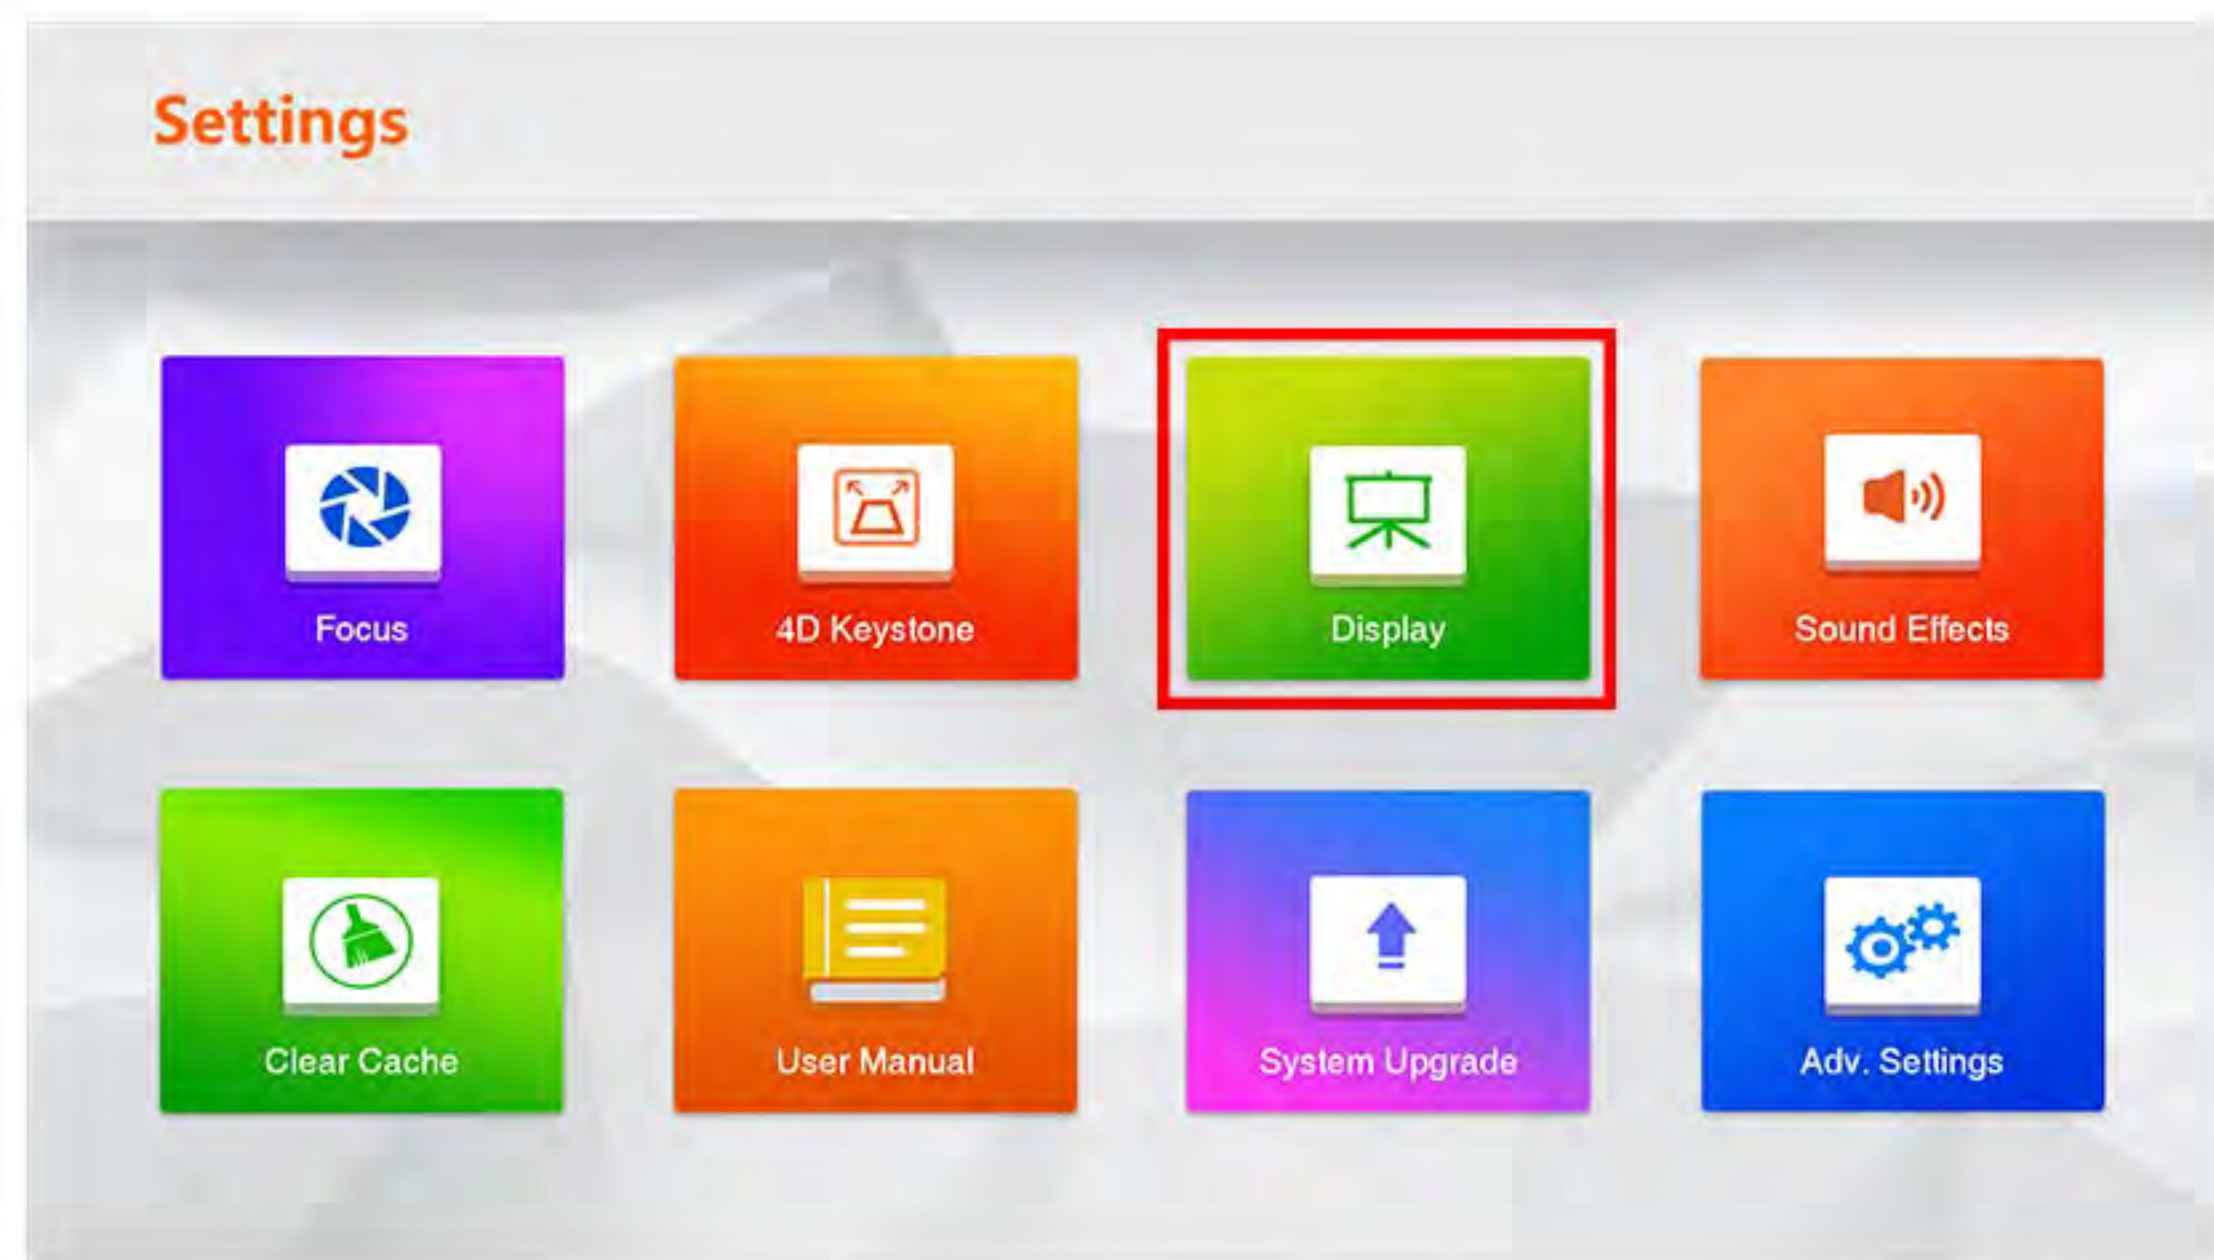 Settings
Focus
4D Keystone
Display
Sound Effects
Clear Cache
User Manual
System Upgrade
Adv. Settings